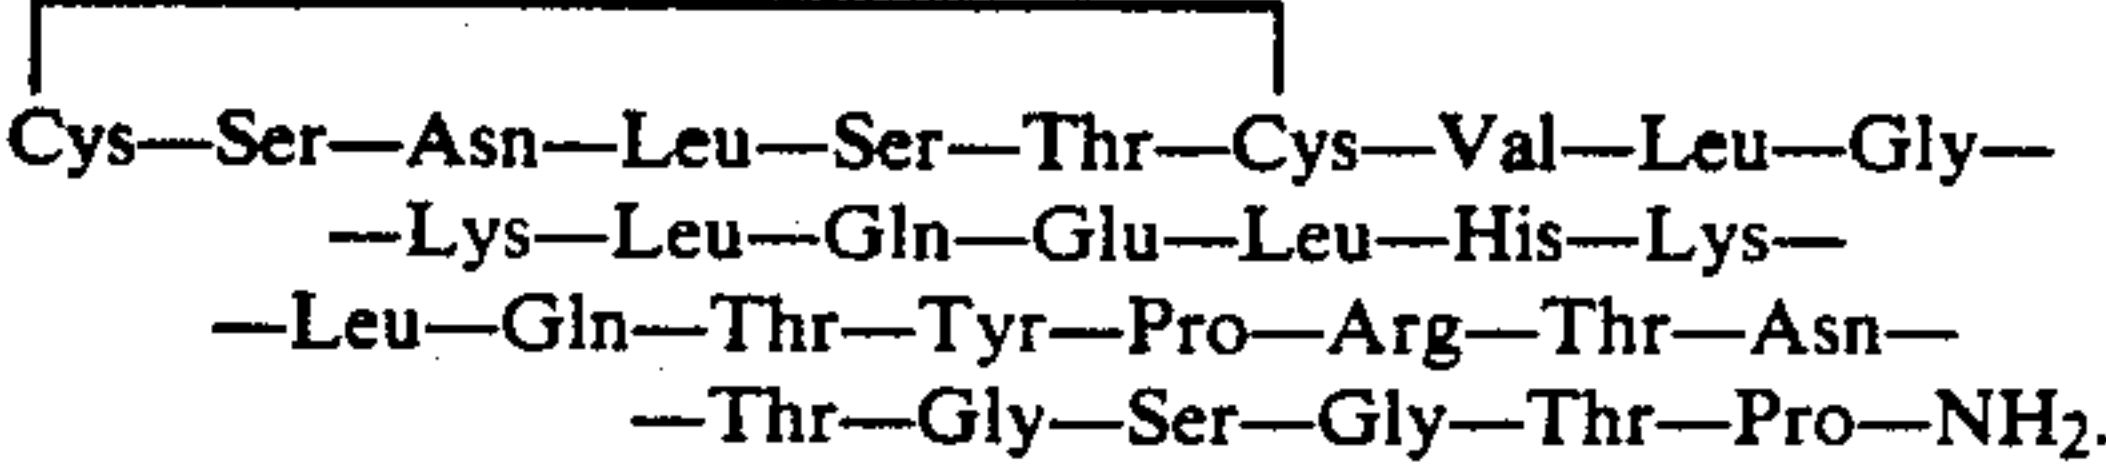 Cys—Ser—Asn—Leu—Ser—Thr—Cys—Val—Leu—Gly—
—Lys—Leu—Gln—Glu—Leu—His—Lys—
—Leu—Gln—Thr—Tyr—Pro—Arg—Thr—Asn—
—Thr—Gly—Ser—Gly—Thr—Pro—NH₂.